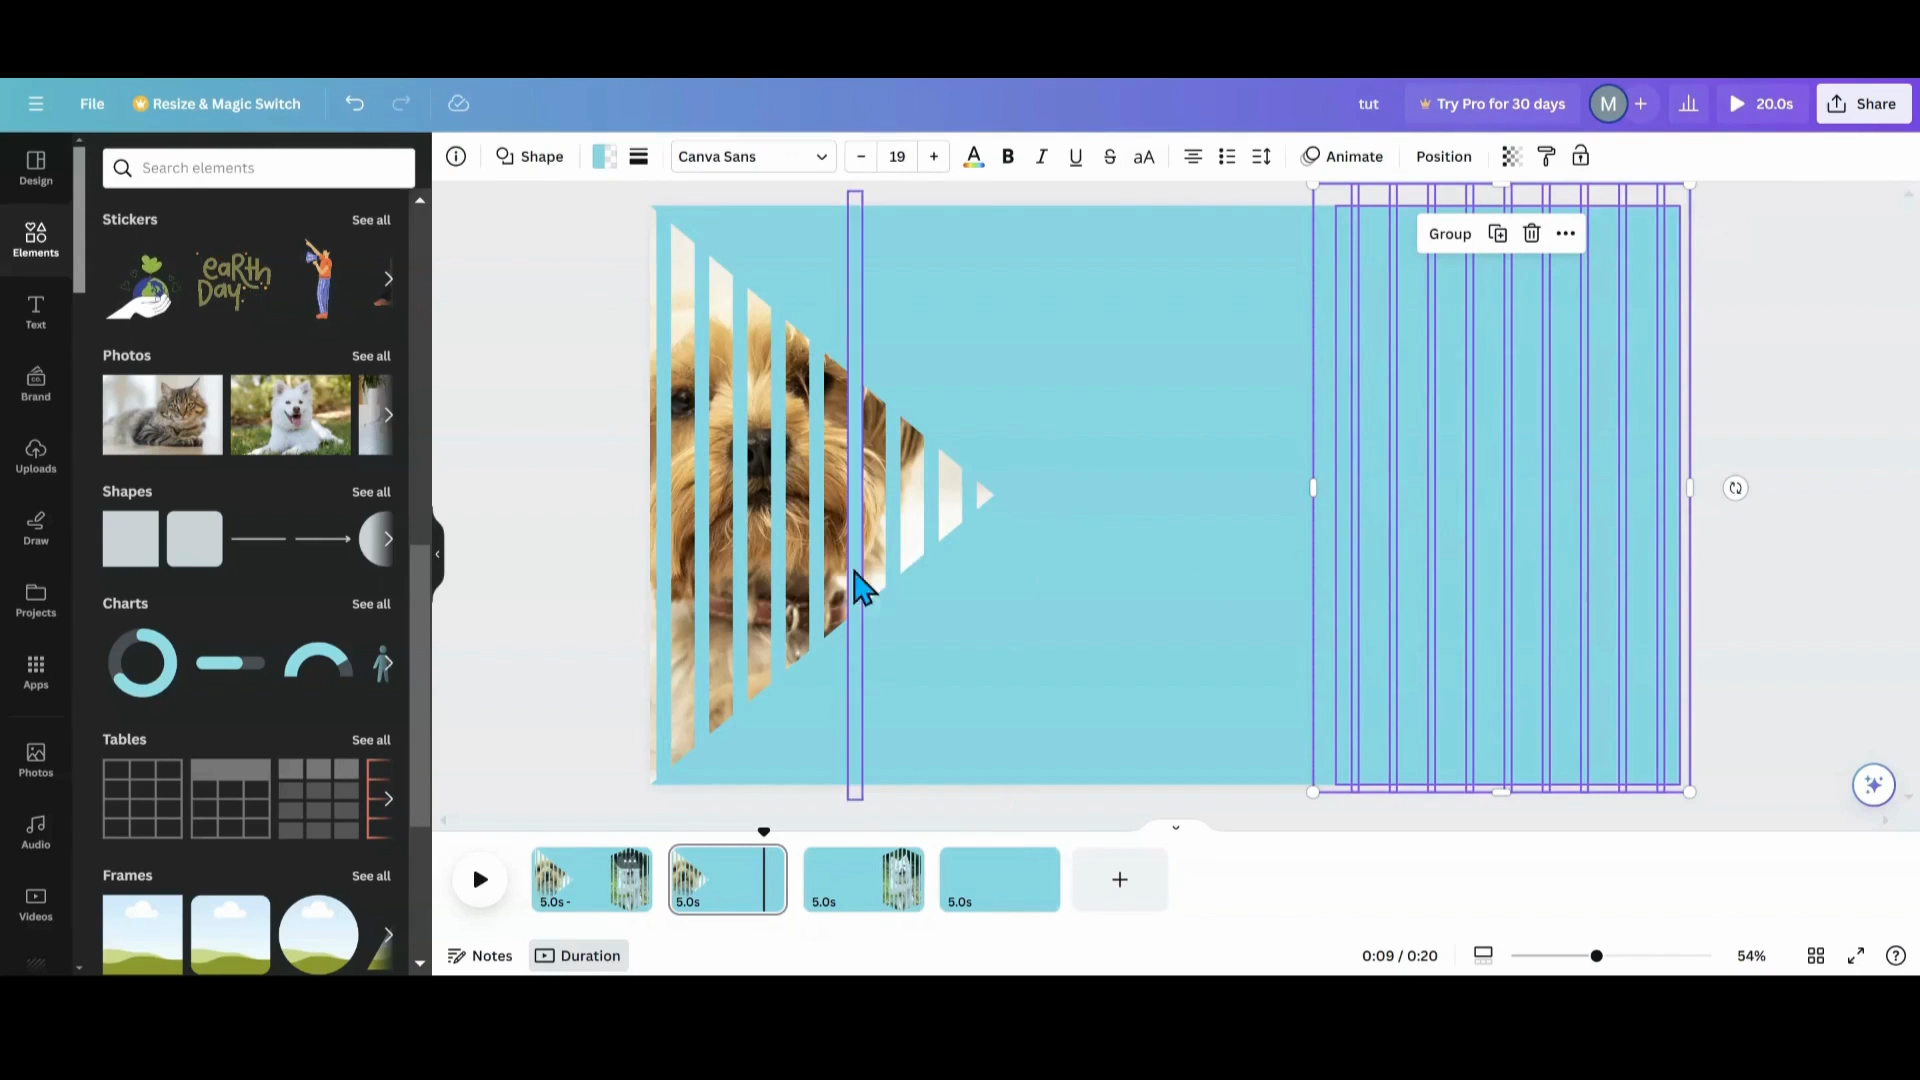 File
Resize & Magic Switch
tut
Try Pro for 30 days
M
20.0s
Share
Design
Elements
Text
Brand
Uploads
Draw
Projects
Apps
Photos
Audio
Videos
Search elements
Stickers
See all
eaRth
Day
Photos
See all
Shapes
See all
Charts
See all
Tables
See all
Frames
See all
Shape
Canva Sans
– 19 +
A B I U S aA
Animate
Position
Group
5.0s -
5.0s
5.0s
5.0s
Notes
Duration
0:09 / 0:20
54%